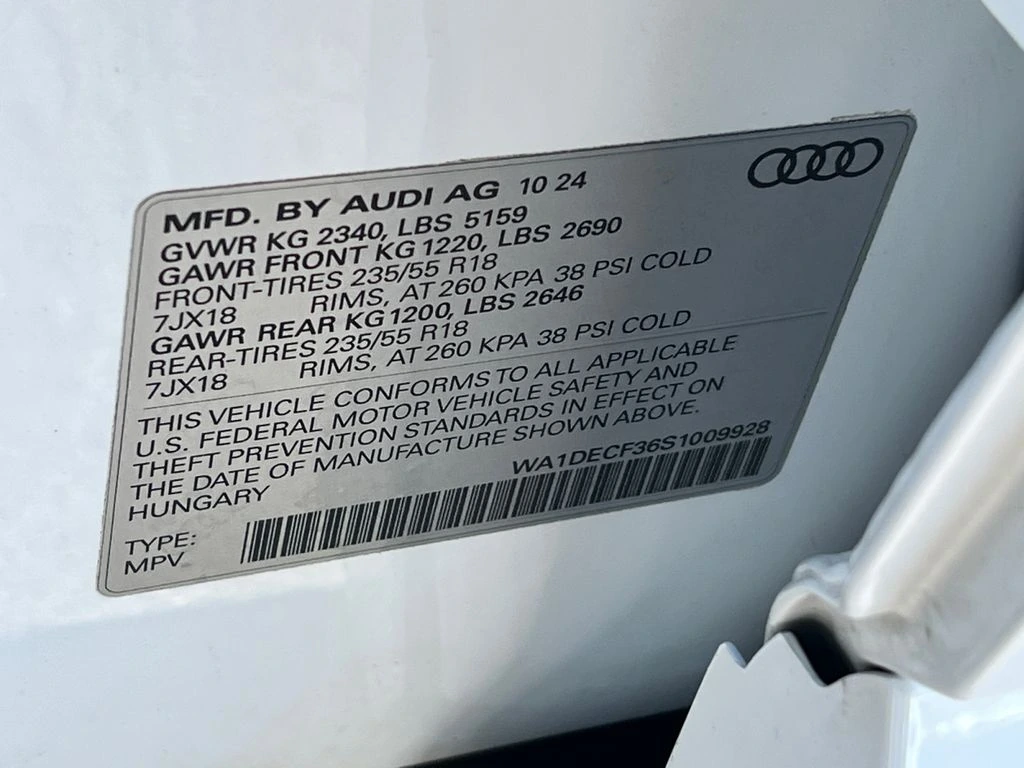 MFD. BY AUDI AG 10 24
GVWR KG 2340, LBS 5159
GAWR FRONT KG 1220, LBS 2690
FRONT-TIRES 235/55 R18
7JX18 RIMS, AT 260 KPA 38 PSI COLD
GAWR REAR KG 1200, LBS 2646
REAR-TIRES 235/55 R18
7JX18 RIMS, AT 260 KPA 38 PSI COLD
THIS VEHICLE CONFORMS TO ALL APPLICABLE
U.S. FEDERAL MOTOR VEHICLE SAFETY AND
THEFT PREVENTION STANDARDS IN EFFECT ON
THE DATE OF MANUFACTURE SHOWN ABOVE.
HUNGARY WA1DECF36S1009928
TYPE:
MPV